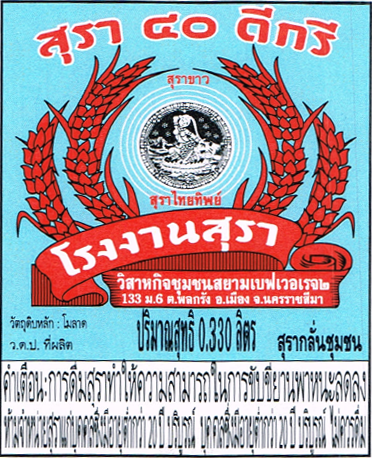 สุรา ๔๐ ดีกรี
สุราขาว
สุราไทยทิพย์
โรงงานสุรา
วิสาหกิจชุมชนสยามเบฟเวอเรจ๒
133 ม.6 ต.พลกรัง อ.เมือง จ.นครราชสีมา
วัตถุดิบหลัก : โมลาด
ปริมาณสุทธิ 0.330 ลิตร
สุรากลั่นชุมชน
ว.ด.ป. ที่ผลิต
คำเตือน:การดื่มสุราทำให้ความสามารถในการขับขี่ยานพาหนะลดลง
ห้ามจำหน่ายสุราแก่บุคคลซึ่งมีอายุต่ำกว่า 20 ปี บริบูรณ์ บุคคลซึ่งมีอายุต่ำกว่า 20 ปี บริบูรณ์ ไม่ควรดื่ม